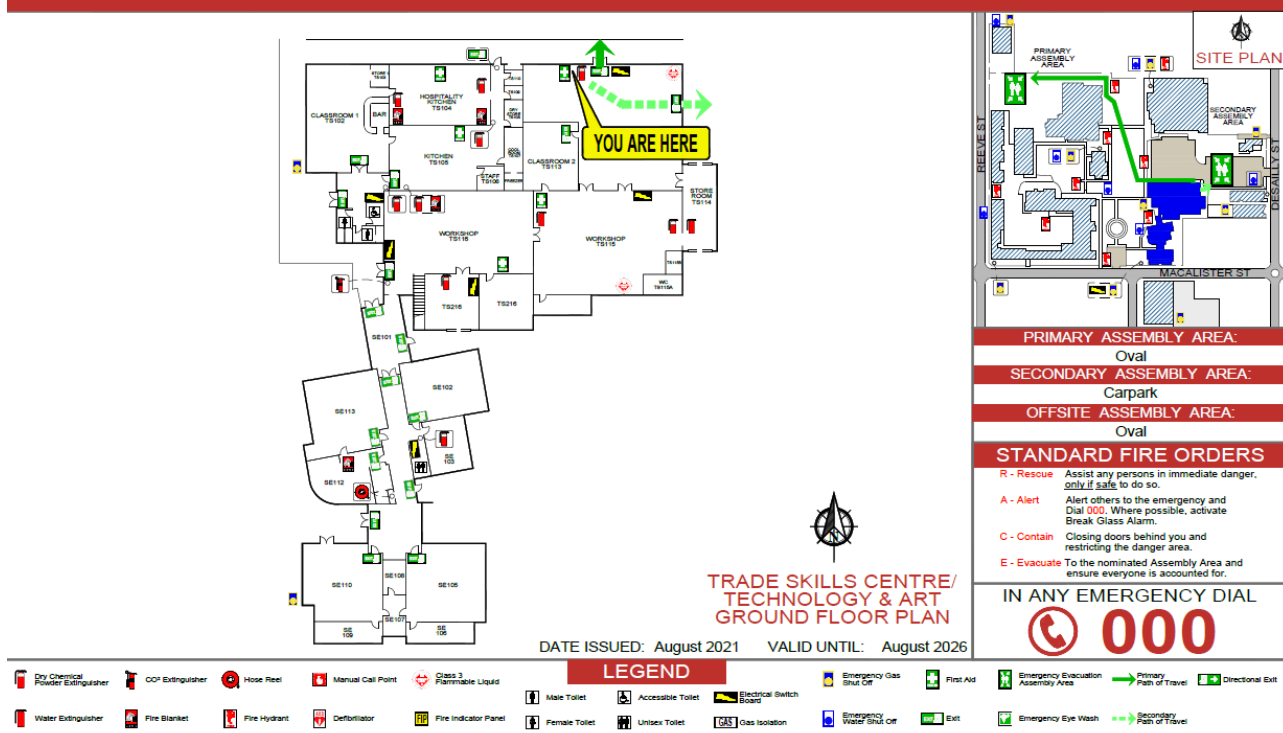 STORE
HOSPITALITY
KITCHEN
TS104
CLASSROOM 1
TS102
BAR
KITCHEN
TS105
STAFF
TS106
CLASSROOM 2
TS113
YOU ARE HERE
STORE
ROOM
TS114
WORKSHOP
TS116
WORKSHOP
TS115
WC
TS115A
TS216
TS216
SE101
SE102
SE113
SE
103
SE112
SE110
SE108
SE105
SE107
SE
109
SE
106
TRADE SKILLS CENTRE/
TECHNOLOGY & ART
GROUND FLOOR PLAN
DATE ISSUED: August 2021 VALID UNTIL: August 2026
SITE PLAN
PRIMARY
ASSEMBLY
AREA
SECONDARY
ASSEMBLY
AREA
REEVE ST
DESAILLY ST
MACALISTER ST
PRIMARY ASSEMBLY AREA:
Oval
SECONDARY ASSEMBLY AREA:
Carpark
OFFSITE ASSEMBLY AREA:
Oval
STANDARD FIRE ORDERS
R - Rescue Assist any persons in immediate danger,
only if safe to do so.
A - Alert Alert others to the emergency and
Dial 000. Where possible, activate
Break Glass Alarm.
C - Contain Closing doors behind you and
restricting the danger area.
E - Evacuate To the nominated Assembly Area and
ensure everyone is accounted for.
IN ANY EMERGENCY DIAL
000
LEGEND
Dry Chemical
Powder Extinguisher
CO² Extinguisher
Hose Reel
Manual Call Point
Class 3
Flammable Liquid
Water Extinguisher
Fire Blanket
Fire Hydrant
Defibrillator
FIP
Fire Indicator Panel
Male Toilet
Accessible Toilet
Electrical Switch
Board
Female Toilet
Unisex Toilet
GAS
Gas Isolation
Emergency Gas
Shut Off
First Aid
Emergency Evacuation
Assembly Area
Primary
Path of Travel
Directional Exit
Emergency
Water Shut Off
EXIT
Exit
Emergency Eye Wash
Secondary
Path of Travel